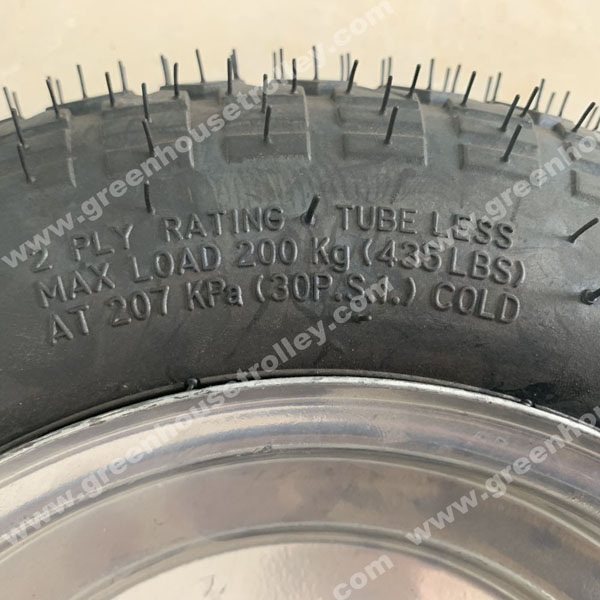 2 PLY RATING TUBE LESS
MAX LOAD 200 Kg (435 LBS)
AT 207 KPa (30P.S.I.) COLD
www.greenhousetrolley.com